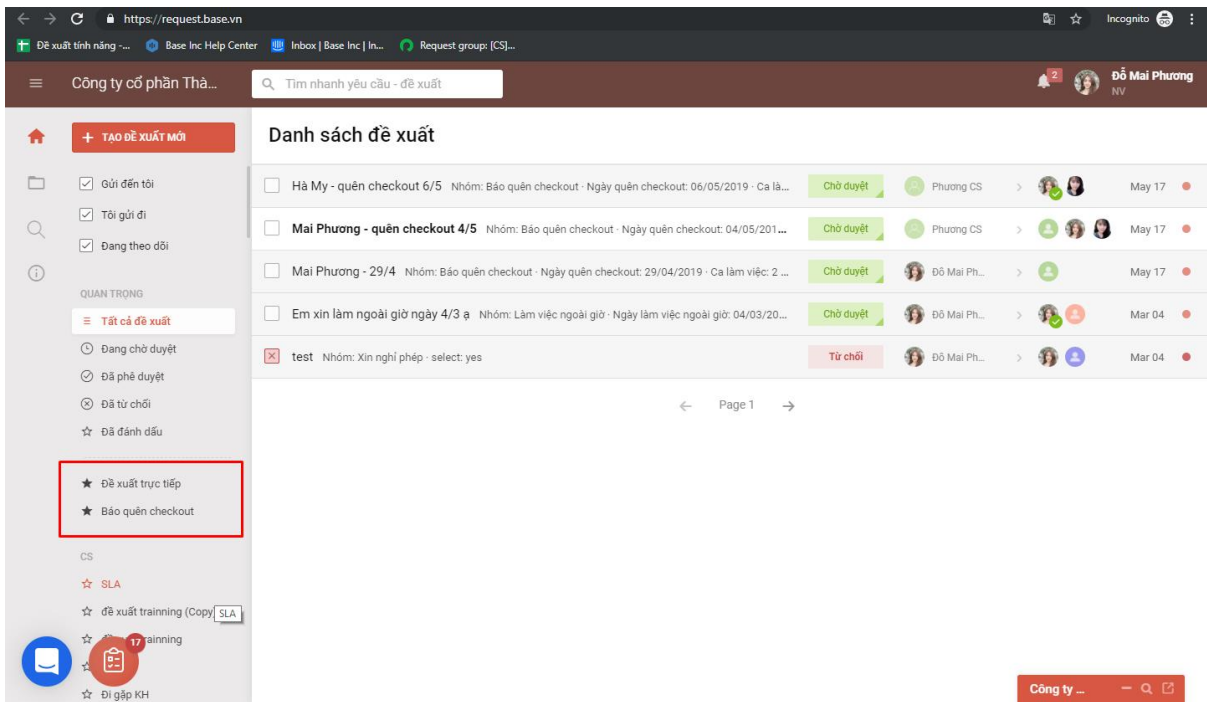 https://request.base.vn
Incognito
Đề xuất tính năng -...
Base Inc Help Center
Inbox | Base Inc | In...
Request group: [CS]...
Công ty cổ phần Thà...
Tìm nhanh yêu cầu - đề xuất
2
Đỗ Mai Phương
NV
+ TẠO ĐỀ XUẤT MỚI
Danh sách đề xuất
Gửi đến tôi
Tôi gửi đi
Đang theo dõi
QUAN TRỌNG
Tất cả đề xuất
Đang chờ duyệt
Đã phê duyệt
Đã từ chối
Đã đánh dấu
Đề xuất trực tiếp
Báo quên checkout
CS
SLA
đề xuất trainning (Copy
SLA
rainning
17
Đi gặp KH
Hà My - quên checkout 6/5 Nhóm: Báo quên checkout · Ngày quên checkout: 06/05/2019 · Ca là... Chờ duyệt Phương CS > May 17
Mai Phương - quên checkout 4/5 Nhóm: Báo quên checkout · Ngày quên checkout: 04/05/201... Chờ duyệt Phương CS > May 17
Mai Phương - 29/4 Nhóm: Báo quên checkout · Ngày quên checkout: 29/04/2019 · Ca làm việc: 2 ... Chờ duyệt Đỗ Mai Ph... > May 17
Em xin làm ngoài giờ ngày 4/3 ạ Nhóm: Làm việc ngoài giờ · Ngày làm việc ngoài giờ: 04/03/20... Chờ duyệt Đỗ Mai Ph... > Mar 04
test Nhóm: Xin nghỉ phép · select: yes Từ chối Đỗ Mai Ph... > Mar 04
← Page 1 →
Công ty ...